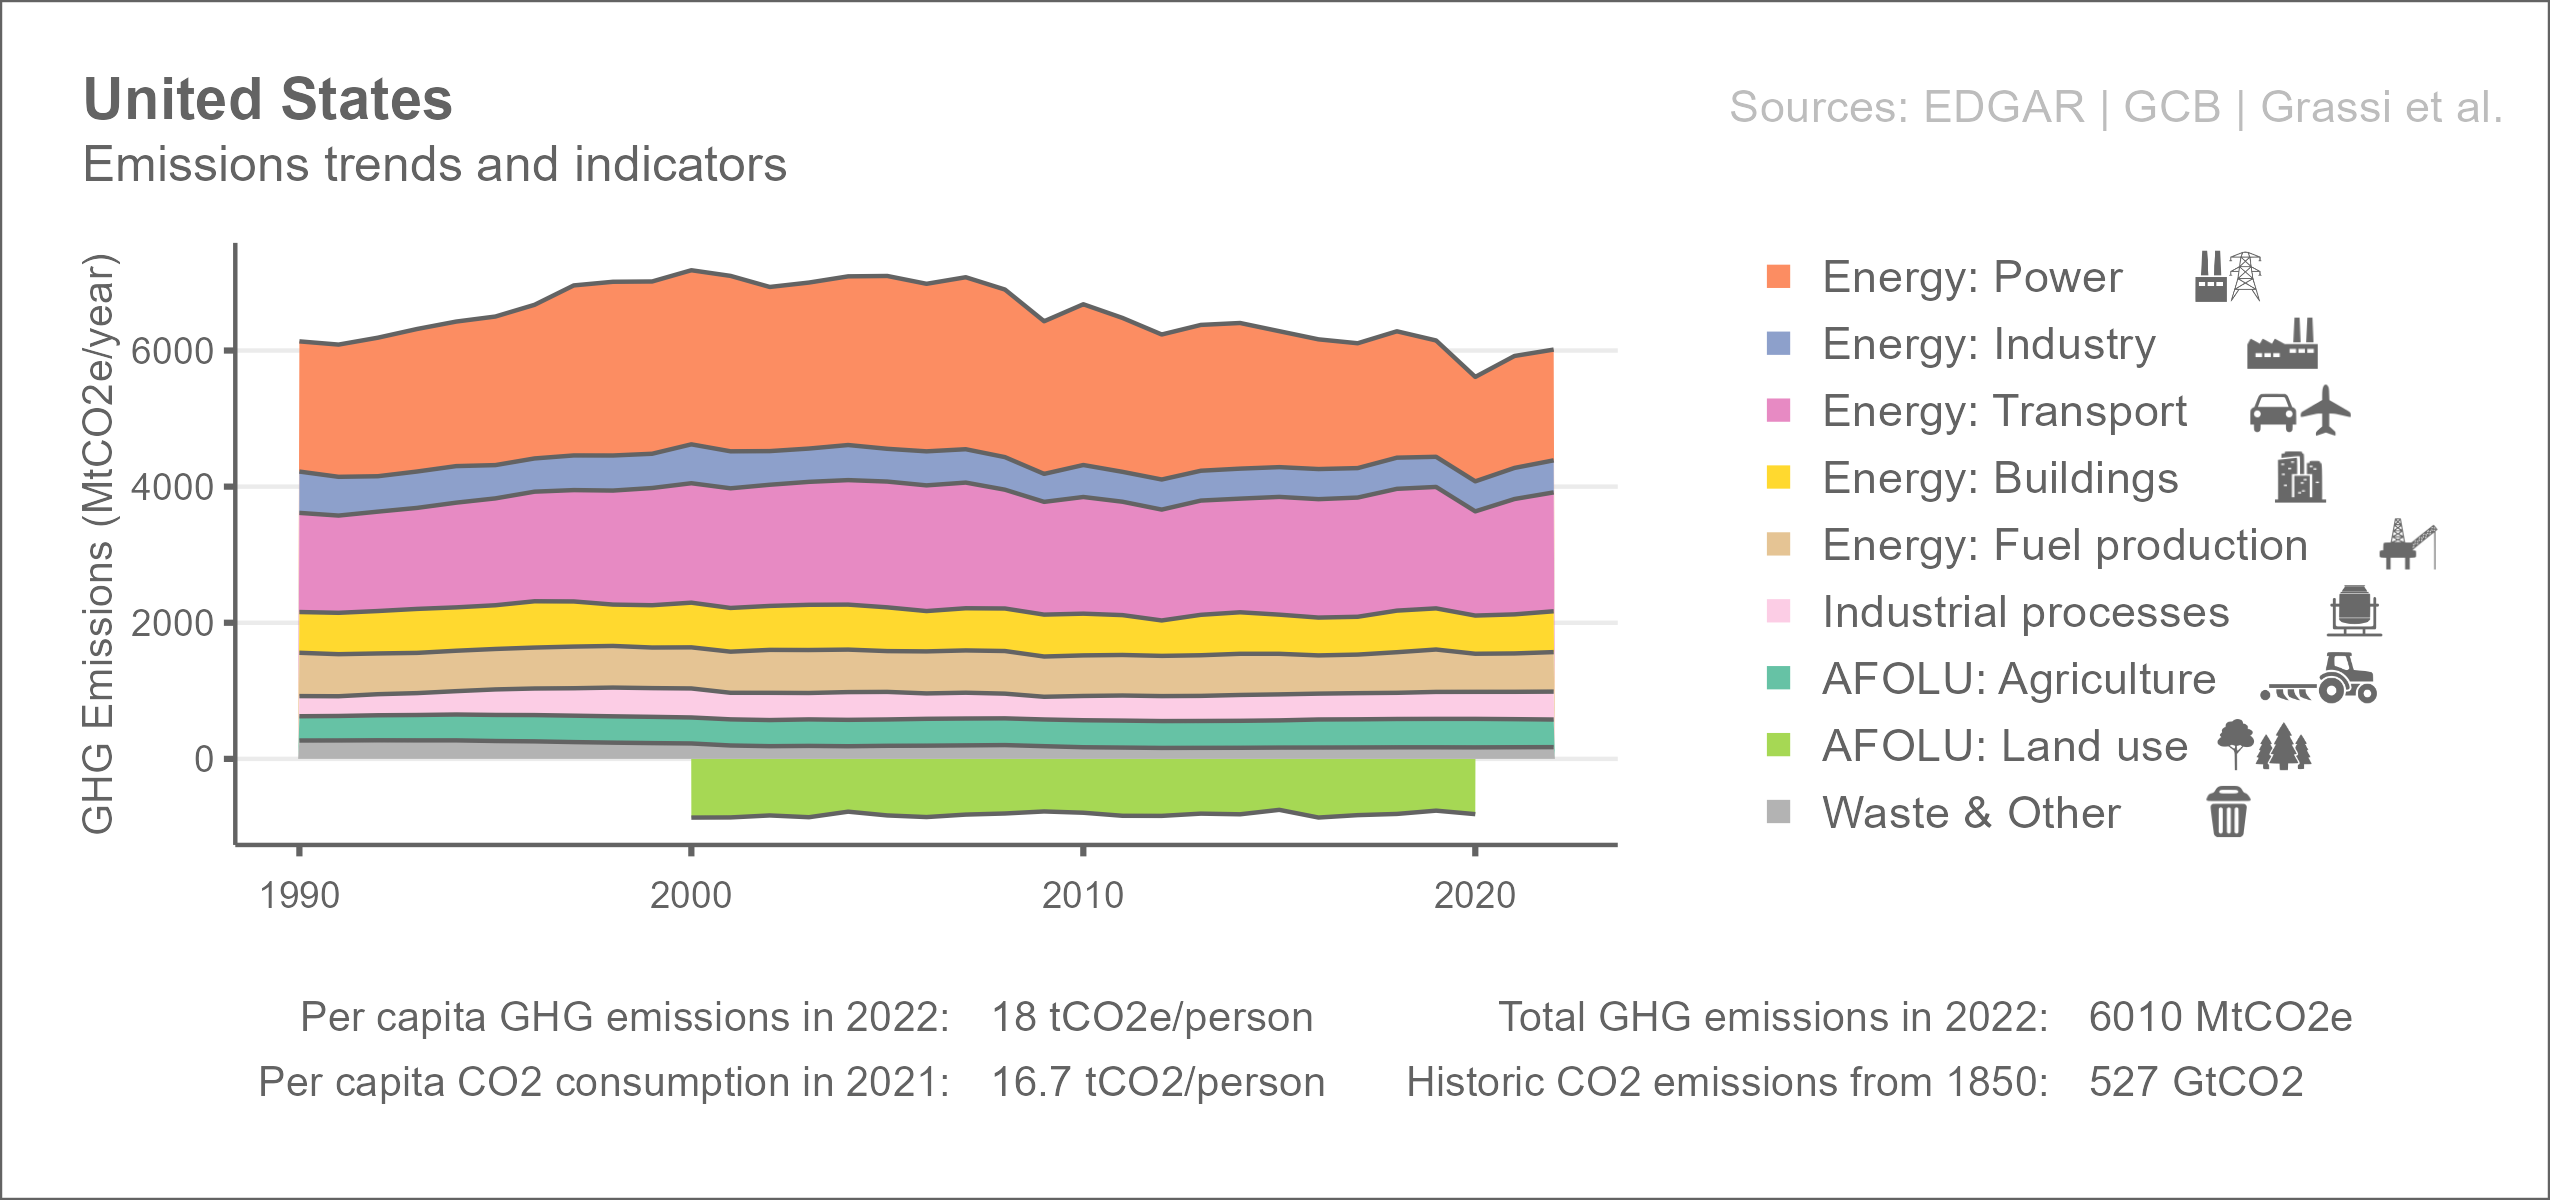 United States
Sources: EDGAR | GCB | Grassi et al.
Emissions trends and indicators
GHG Emissions (MtCO2e/year)
6000
4000
2000
0
1990
2000
2010
2020
Energy: Power
Energy: Industry
Energy: Transport
Energy: Buildings
Energy: Fuel production
Industrial processes
AFOLU: Agriculture
AFOLU: Land use
Waste & Other
Per capita GHG emissions in 2022: 18 tCO2e/person
Total GHG emissions in 2022: 6010 MtCO2e
Per capita CO2 consumption in 2021: 16.7 tCO2/person
Historic CO2 emissions from 1850: 527 GtCO2